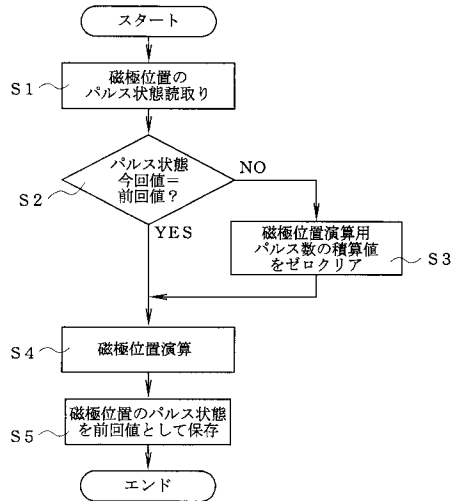 スタート
S1
磁極位置の
パルス状態読取り
S2
パルス状態
今回値＝
前回値？
NO
YES
磁極位置演算用
パルス数の積算値
をゼロクリア
S3
S4
磁極位置演算
S5
磁極位置のパルス状態
を前回値として保存
エンド